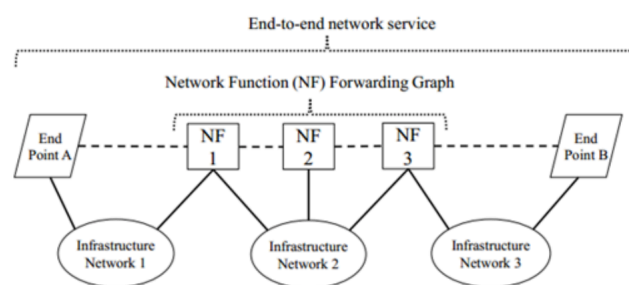 End-to-end network service
Network Function (NF) Forwarding Graph
End
Point A
NF
1
NF
2
NF
3
End
Point B
Infrastructure
Network 1
Infrastructure
Network 2
Infrastructure
Network 3